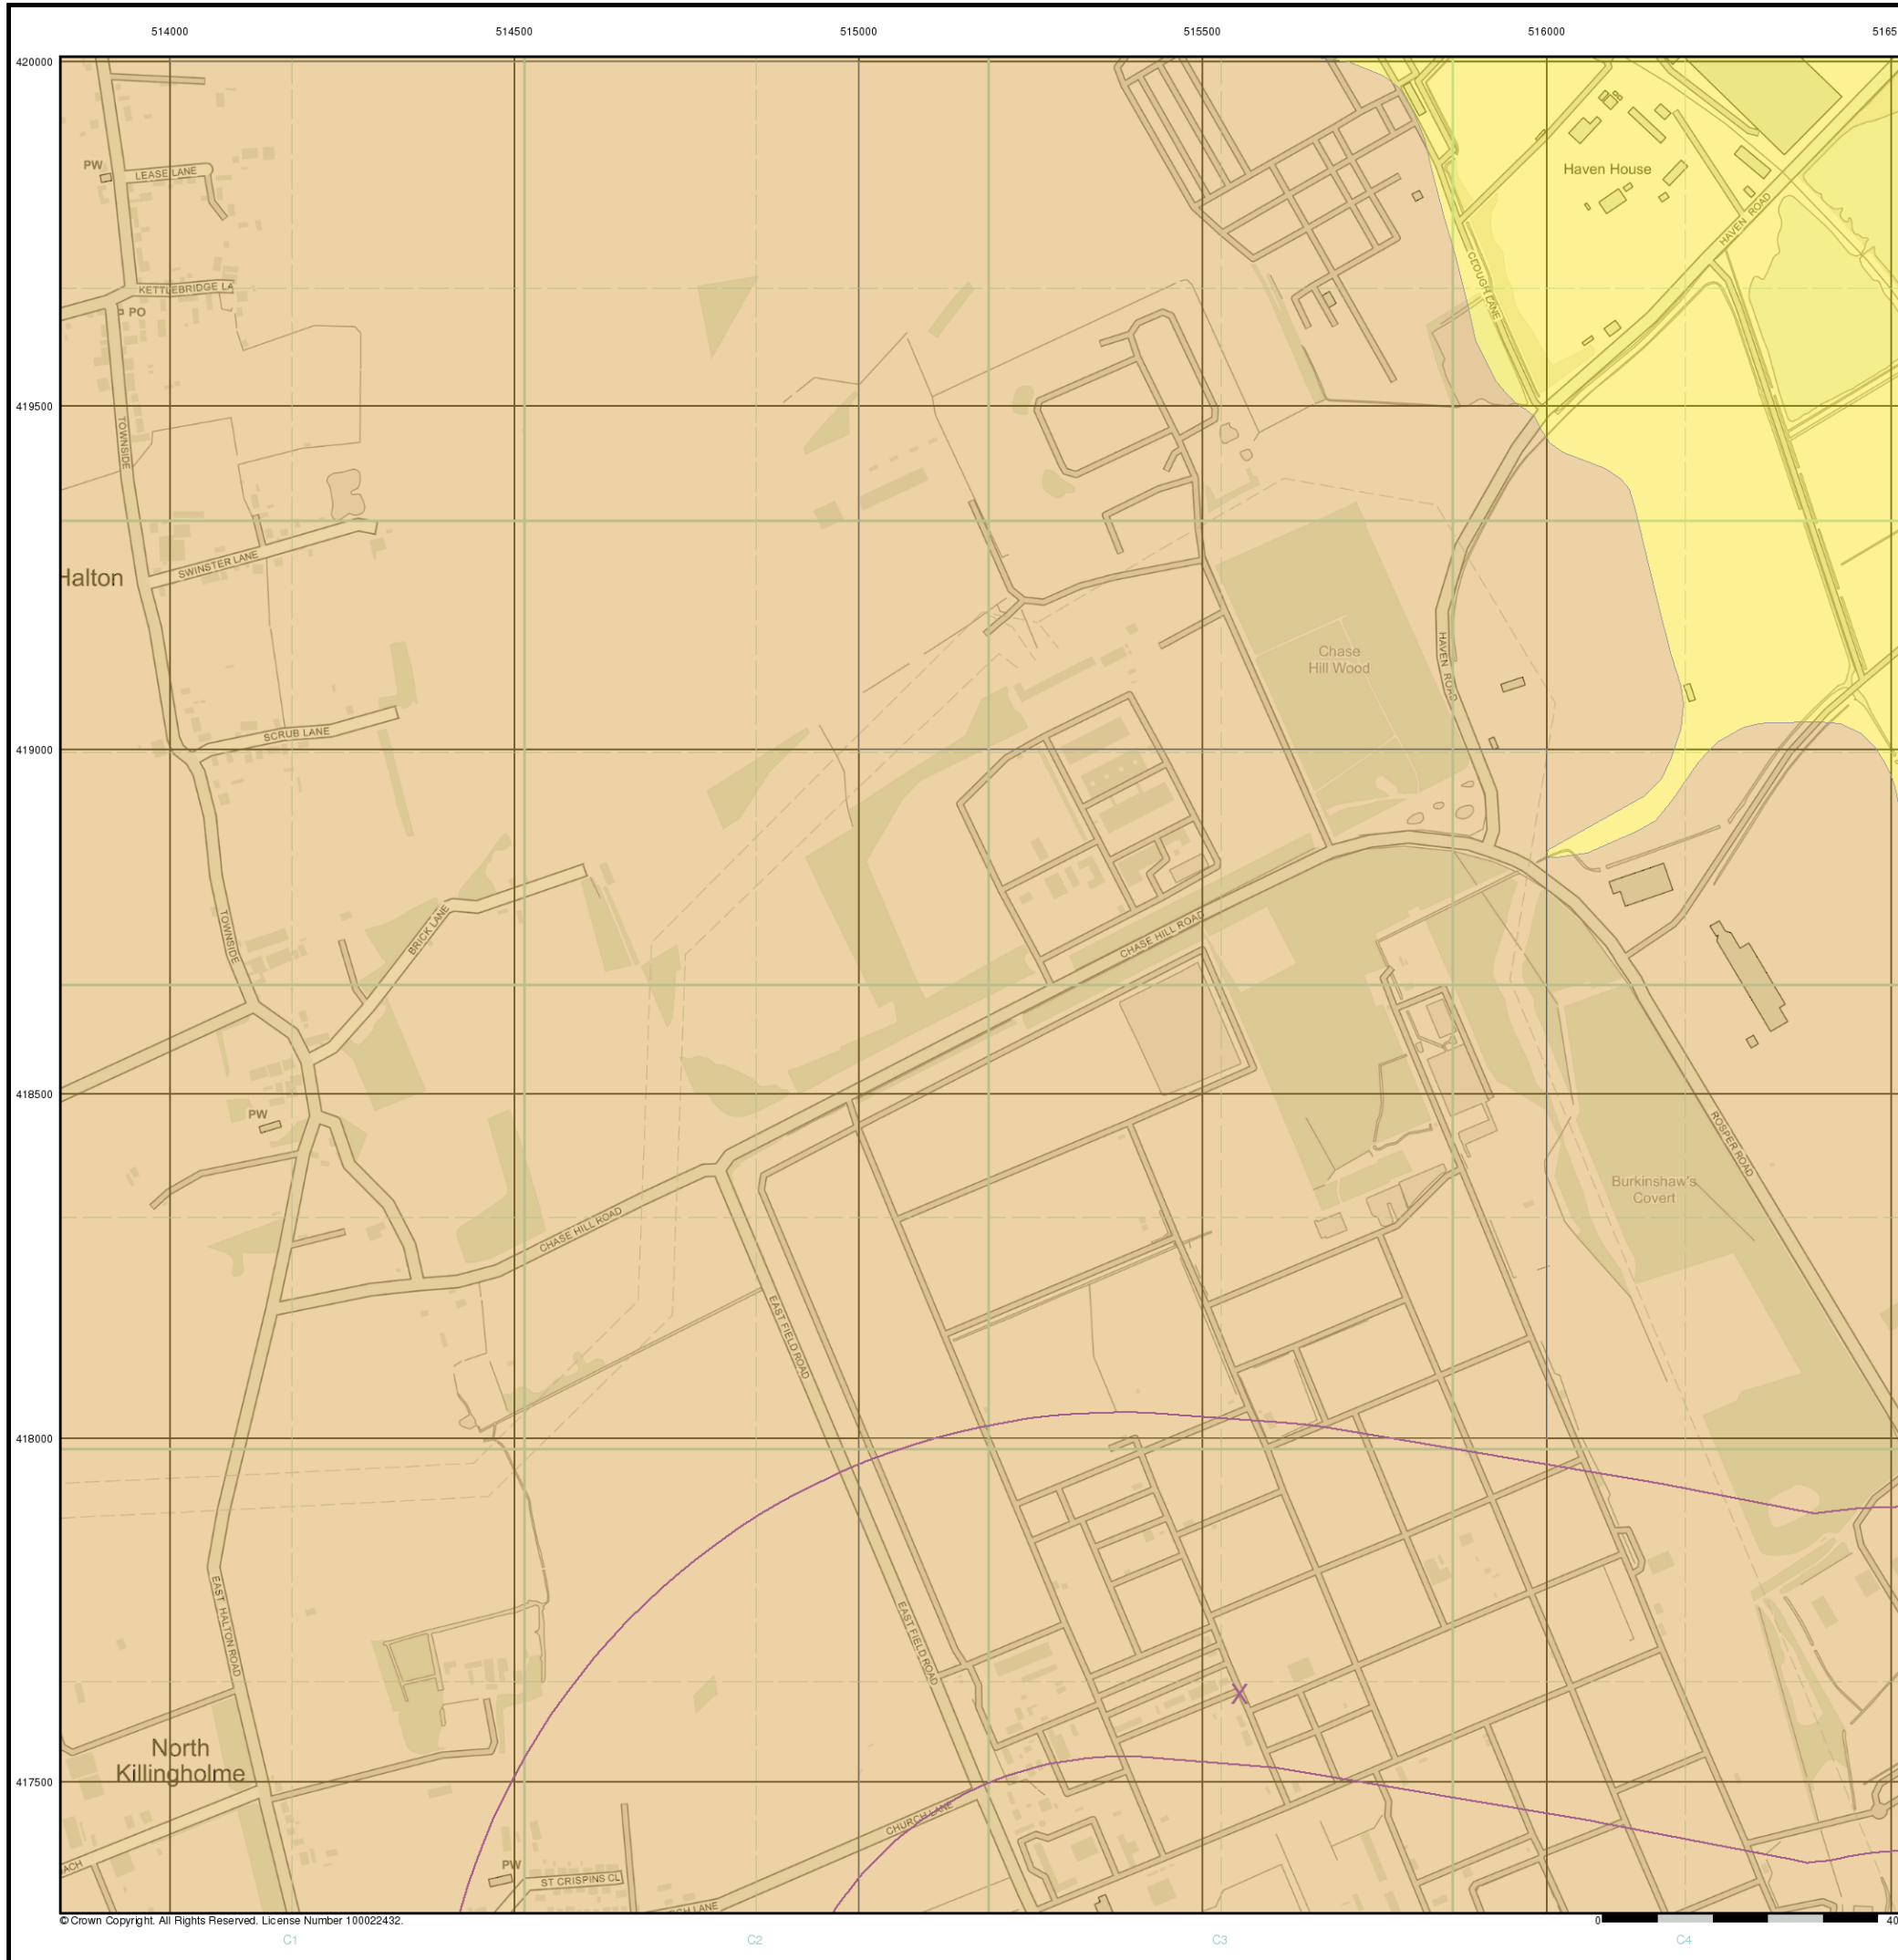 514000 514500 515000 515500 516000 5165
420000
PW
LEASE LANE
Haven House
HAVEN ROAD
CLOUGH LANE
KETTLEBRIDGE LA
PO
419500
TOWNSIDE
SWINSTER LANE
Halton
Chase
Hill Wood
HAVEN ROAD
SCRUB LANE
419000
TOWNSIDE
BRICK LANE
CHASE HILL ROAD
418500
PW
ROSPER ROAD
Burkinshaw's
Covert
CHASE HILL ROAD
EAST FIELD ROAD
418000
EAST HALTON ROAD
EAST FIELD ROAD
X
North
Killingholme
417500
CHURCH LANE
ACH
PW
ST CRISPINS CL
RCH LANE
© Crown Copyright. All Rights Reserved. License Number 100022432.
0 40
C1 C2 C3 C4